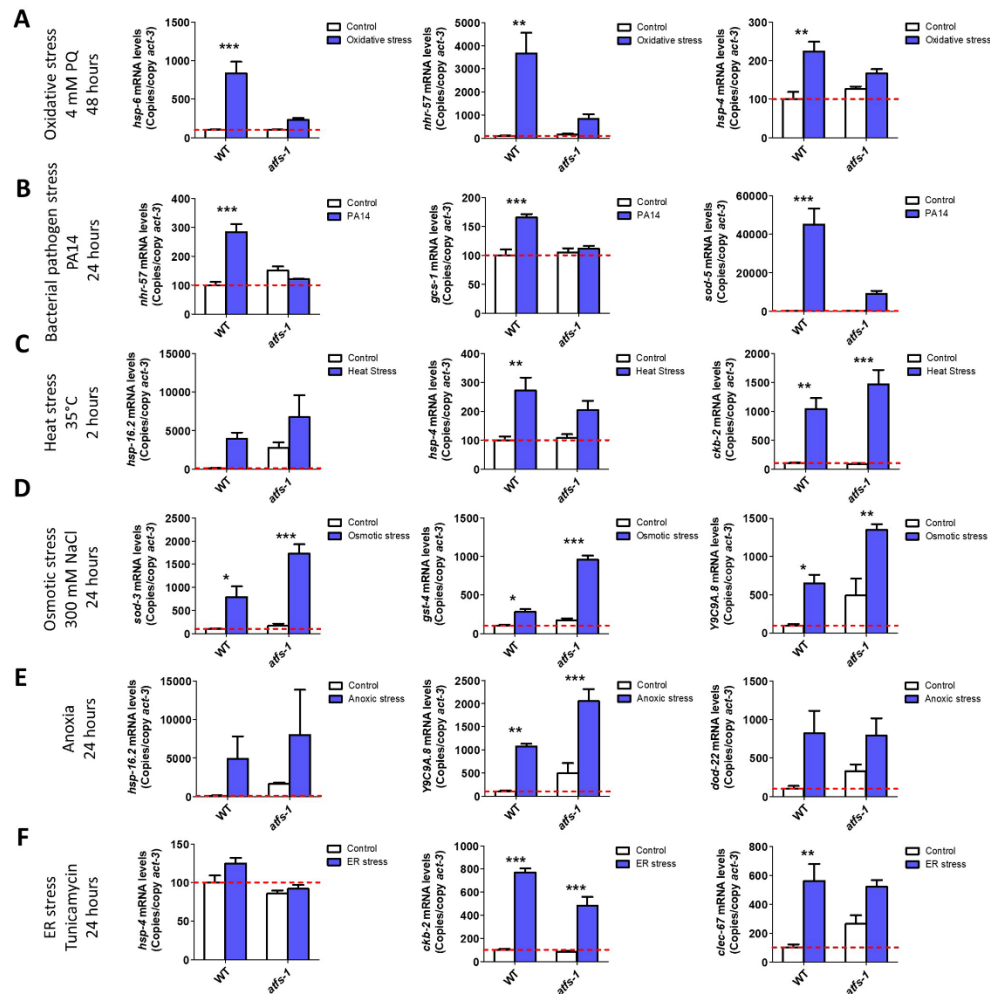 A
Oxidative stress
4 mM PQ
48 hours
hsp-6 mRNA levels
(Copies/copy act-3)
1500
1000
500
0
***
Control
Oxidative stress
WT
atfs-1
nhr-57 mRNA levels
(Copies/copy act-3)
5000
4000
3000
2000
1000
0
**
Control
Oxidative stress
WT
atfs-1
hsp-4 mRNA levels
(Copies/copy act-3)
400
300
200
100
0
**
Control
Oxidative stress
WT
atfs-1
B
Bacterial pathogen stress
PA14
24 hours
nhr-57 mRNA levels
(Copies/copy act-3)
400
300
200
100
0
***
Control
PA14
WT
atfs-1
gcs-1 mRNA levels
(Copies/copy act-3)
200
150
100
50
0
***
Control
PA14
WT
atfs-1
sod-5 mRNA levels
(Copies/copy act-3)
60000
40000
20000
0
***
Control
PA14
WT
atfs-1
C
Heat stress
35°C
2 hours
hsp-16.2 mRNA levels
(Copies/copy act-3)
15000
10000
5000
0
Control
Heat Stress
WT
atfs-1
hsp-4 mRNA levels
(Copies/copy act-3)
400
300
200
100
0
**
Control
Heat Stress
WT
atfs-1
ckb-2 mRNA levels
(Copies/copy act-3)
2000
1500
1000
500
0
**
***
Control
Heat Stress
WT
atfs-1
D
Osmotic stress
300 mM NaCl
24 hours
sod-3 mRNA levels
(Copies/copy act-3)
2500
2000
1500
1000
500
0
*
***
Control
Osmotic stress
WT
atfs-1
gst-4 mRNA levels
(Copies/copy act-3)
1500
1000
500
0
*
***
Control
Osmotic stress
WT
atfs-1
Y9C9A.8 mRNA levels
(Copies/copy act-3)
1500
1000
500
0
*
**
Control
Osmotic stress
WT
atfs-1
E
Anoxia
24 hours
hsp-16.2 mRNA levels
(Copies/copy act-3)
15000
10000
5000
0
Control
Anoxic stress
WT
atfs-1
Y9C9A.8 mRNA levels
(Copies/copy act-3)
2500
2000
1500
1000
500
0
**
***
Control
Anoxic stress
WT
atfs-1
dod-22 mRNA levels
(Copies/copy act-3)
1500
1000
500
0
Control
Anoxic stress
WT
atfs-1
F
ER stress
Tunicamycin
24 hours
hsp-4 mRNA levels
(Copies/copy act-3)
150
100
50
0
Control
ER stress
WT
atfs-1
ckb-2 mRNA levels
(Copies/copy act-3)
1000
800
600
400
200
0
***
***
Control
ER stress
WT
atfs-1
clec-67 mRNA levels
(Copies/copy act-3)
800
600
400
200
0
**
Control
ER stress
WT
atfs-1